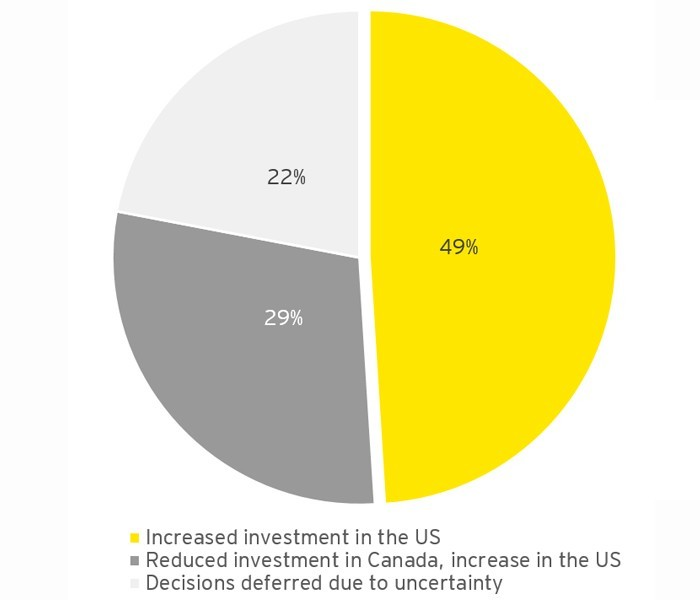 22%
49%
29%
Increased investment in the US
Reduced investment in Canada, increase in the US
Decisions deferred due to uncertainty